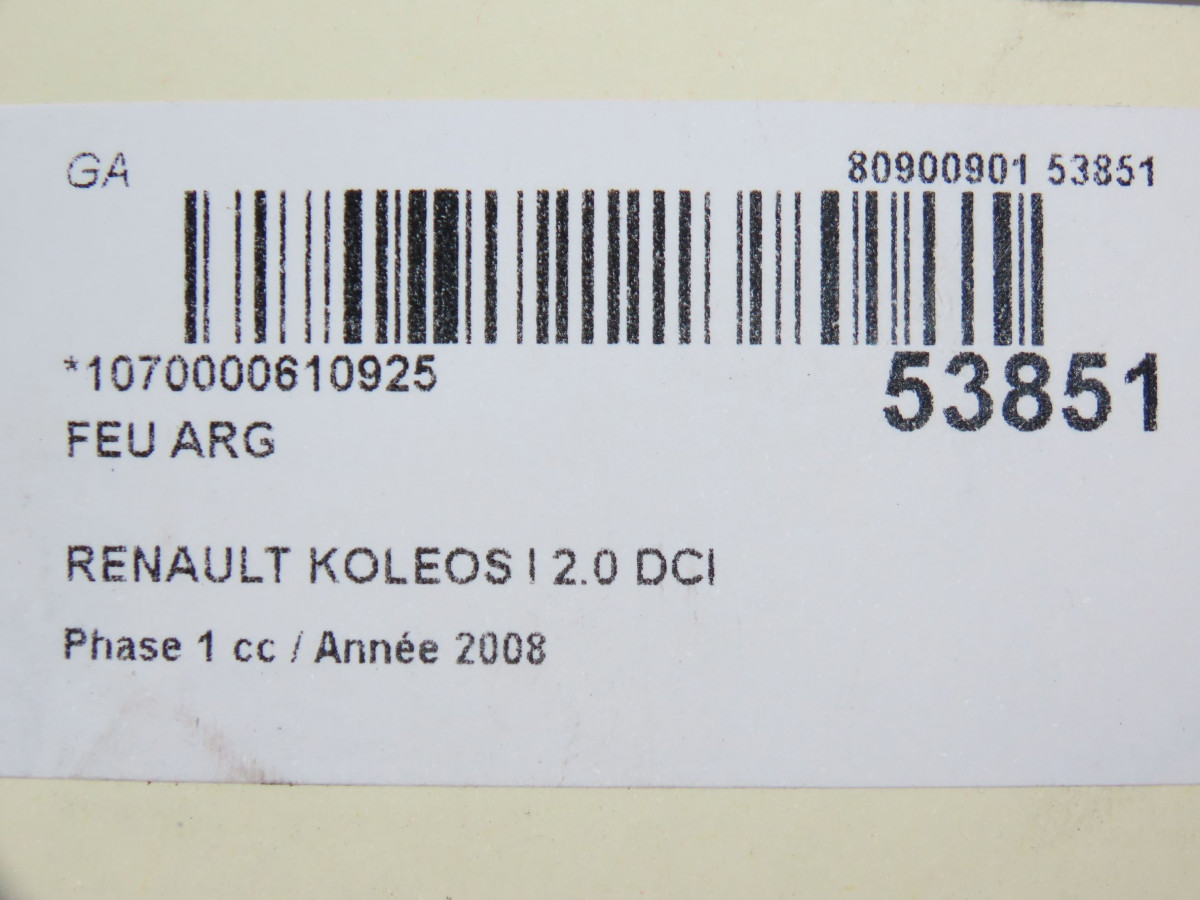 GA
80900901 53851
*1070000610925
53851
FEU ARG
RENAULT KOLEOS I 2.0 DCI
Phase 1 cc / Année 2008